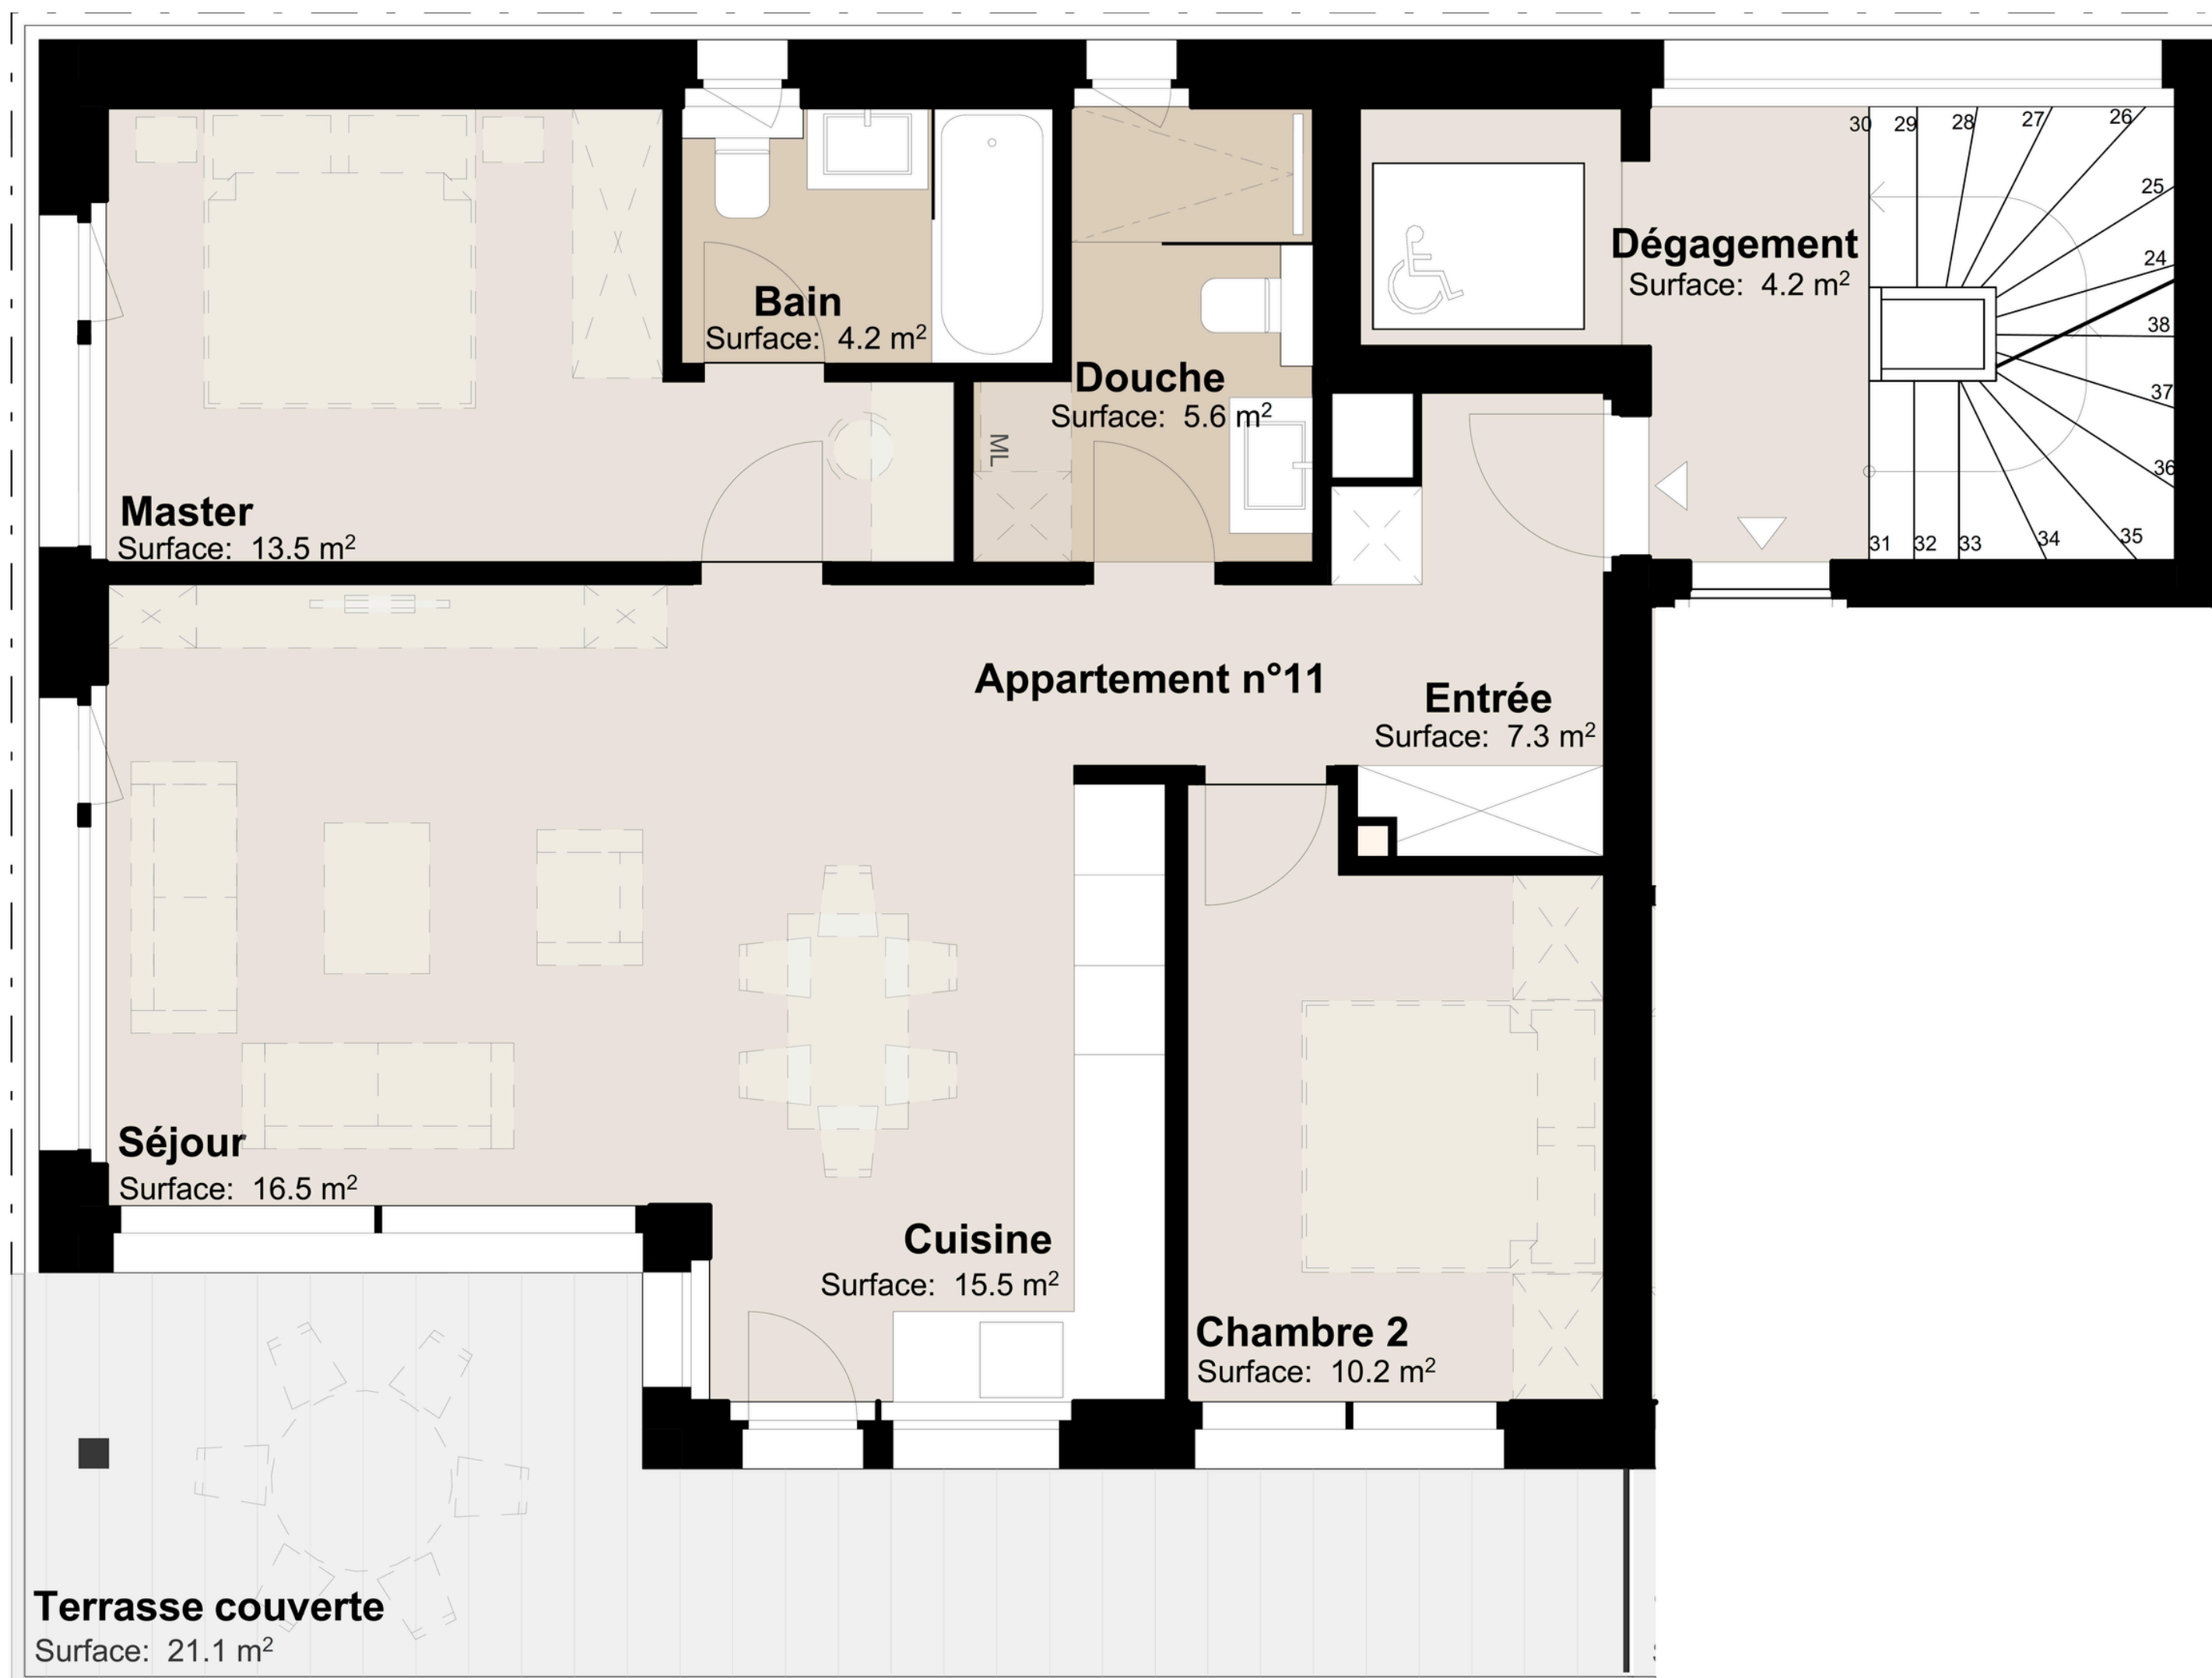 30 29 28 27 26
25
Dégagement
Surface: 4.2 m²
24
Bain
Surface: 4.2 m²
38
Douche
Surface: 5.6 m²
37
ML
36
Master
Surface: 13.5 m²
31 32 33 34 35
Appartement n°11
Entrée
Surface: 7.3 m²
Séjour
Surface: 16.5 m²
Cuisine
Surface: 15.5 m²
Chambre 2
Surface: 10.2 m²
Terrasse couverte
Surface: 21.1 m²